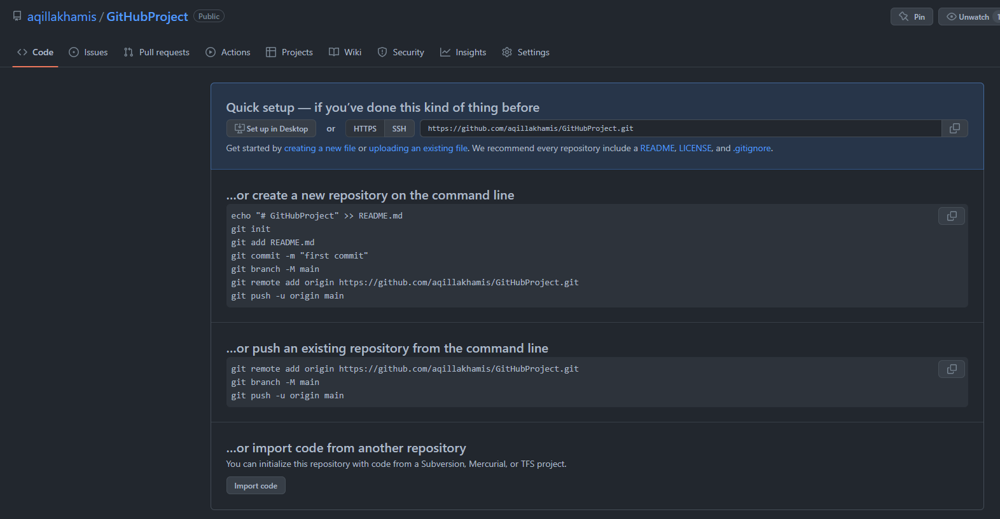 aqillakhamis / GitHubProject Public
Pin
Unwatch 1
Code Issues Pull requests Actions Projects Wiki Security Insights Settings
Quick setup — if you’ve done this kind of thing before
Set up in Desktop or HTTPS SSH https://github.com/aqillakhamis/GitHubProject.git
Get started by creating a new file or uploading an existing file. We recommend every repository include a README, LICENSE, and .gitignore.
…or create a new repository on the command line
echo "# GitHubProject" >> README.md
git init
git add README.md
git commit -m "first commit"
git branch -M main
git remote add origin https://github.com/aqillakhamis/GitHubProject.git
git push -u origin main
…or push an existing repository from the command line
git remote add origin https://github.com/aqillakhamis/GitHubProject.git
git branch -M main
git push -u origin main
…or import code from another repository
You can initialize this repository with code from a Subversion, Mercurial, or TFS project.
Import code